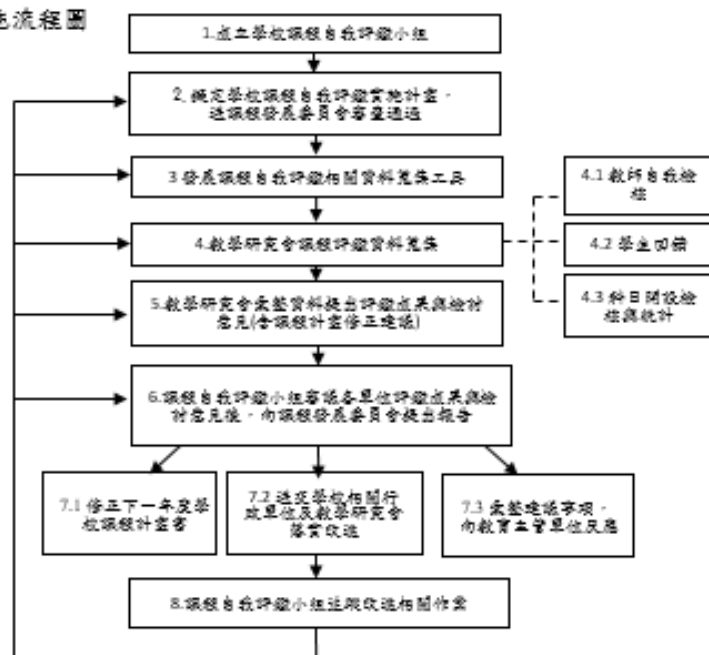 施流程圖
1.成立學校課程自我評鑑小組
2. 擬定學校課程自我評鑑實施計畫，
送課程發展委員會審查通過
3 發展課程自我評鑑相關資料蒐集工具
4.教學研究會課程評鑑資料蒐集
4.1 教師自我檢
核
4.2 學生回饋
4.3 科目開設檢
核與統計
5.教學研究會彙整資料提出評鑑成果與檢討
意見(含課程計畫修正建議)
6.課程自我評鑑小組審議各單位評鑑成果與檢
討意見後，向課程發展委員會提出報告
7.1 修正下一年度學
校課程計畫書
7.2 送交學校相關行
政單位及教學研究會
落實改進
7.3 彙整建議事項，
向教育主管單位反應
8.課程自我評鑑小組追蹤改進相關作業